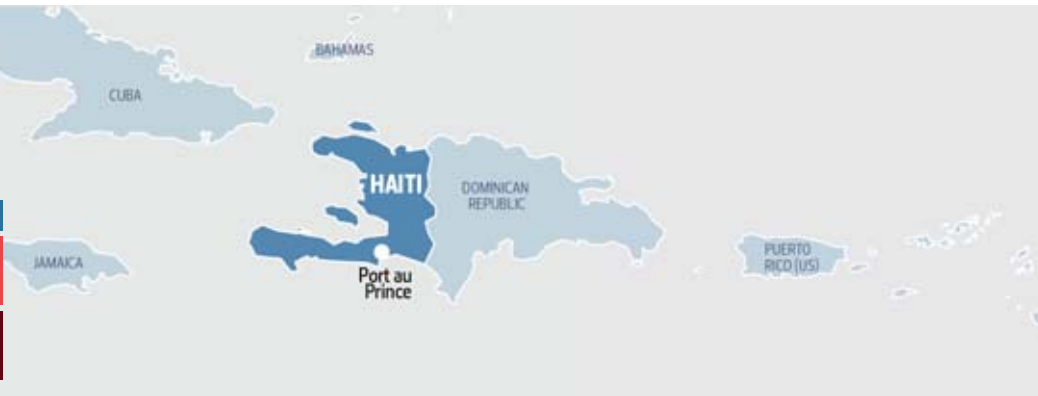 BAHAMAS
CUBA
HAITI
DOMINICAN
REPUBLIC
JAMAICA
PUERTO
RICO (US)
Port au
Prince